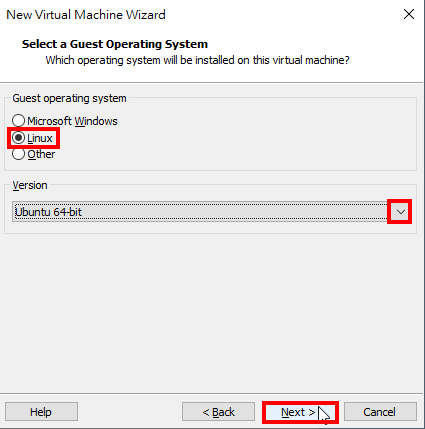 New Virtual Machine Wizard
Select a Guest Operating System
Which operating system will be installed on this virtual machine?
Guest operating system
Microsoft Windows
Linux
Other
Version
Ubuntu 64-bit
Help
< Back
Next >
Cancel